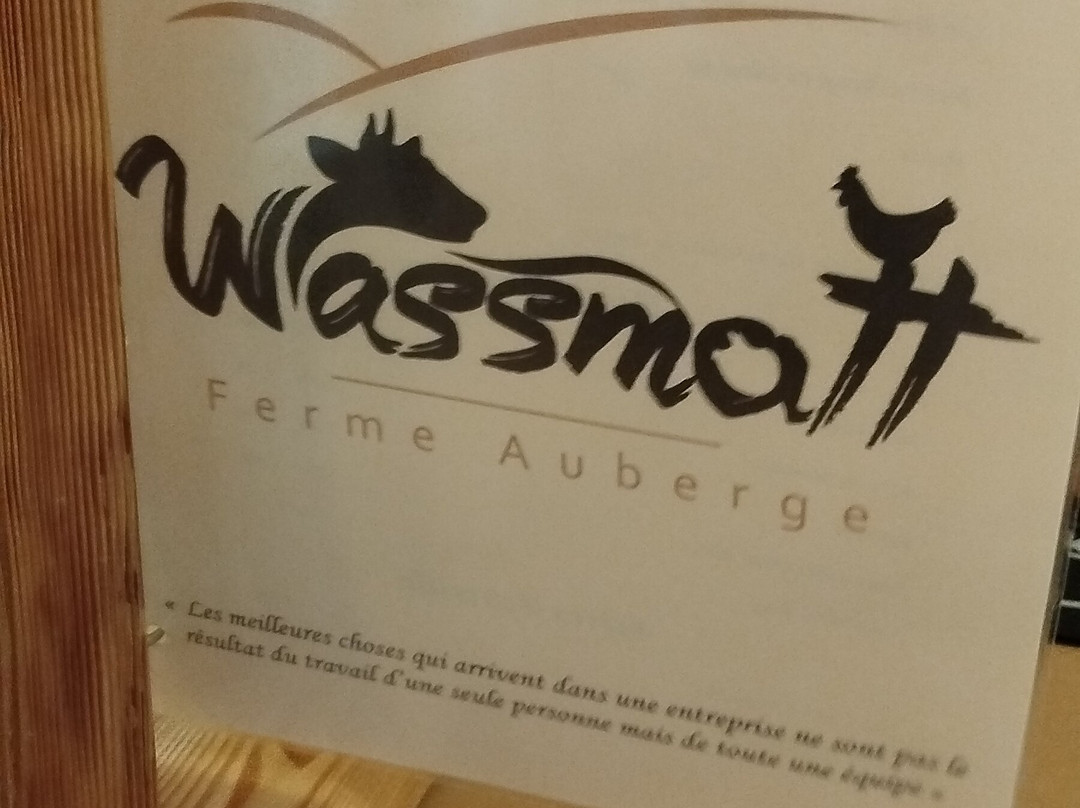 Wassmatt
Ferme Auberge
« Les meilleures choses qui arrivent dans une entreprise ne sont pas le
résultat du travail d'une seule personne mais de toute une équipe »